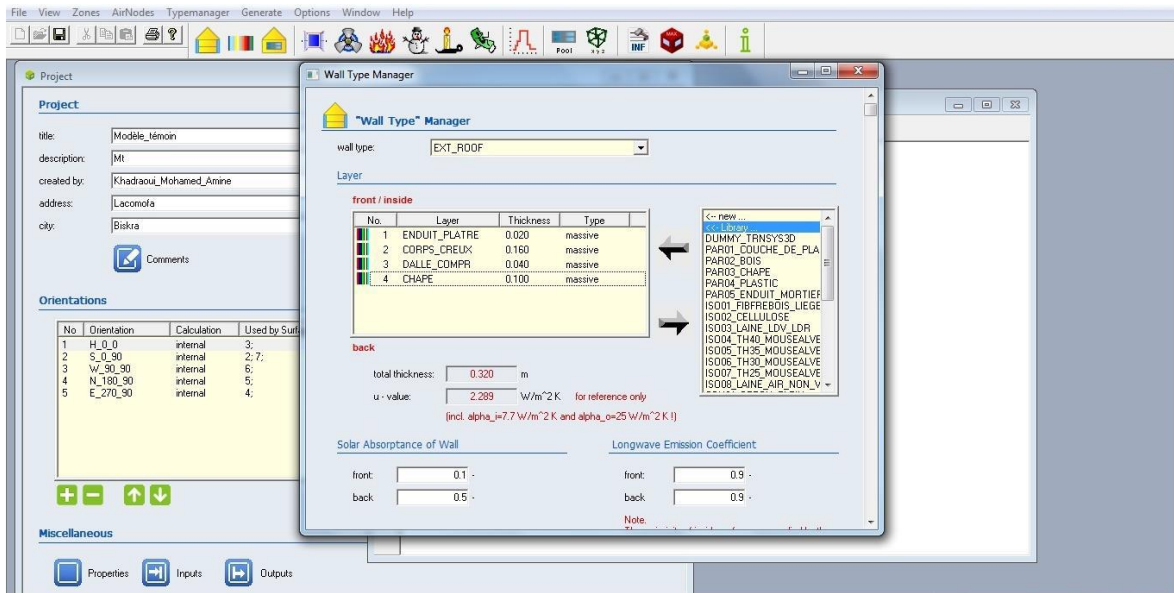 File View Zones AirNodes Typemanager Generate Options Window Help
Pool
x y z
INF
MAX
Project
Project
title: Modèle_témoin
description: Mt
created by: Khadraoui_Mohamed_Amine
address: Lacomofa
city: Biskra
Comments
Orientations
No Orientation Calculation Used by Surfa
1 H_0_0 internal 3;
2 S_0_90 internal 2; 7;
3 W_90_90 internal 6;
4 N_180_90 internal 5;
5 E_270_90 internal 4;
Miscellaneous
Properties Inputs Outputs
Wall Type Manager
"Wall Type" Manager
wall type: EXT_ROOF
Layer
front / inside
No. Layer Thickness Type
1 ENDUIT_PLATRE 0.020 massive
2 CORPS_CREUX 0.160 massive
3 DALLE_COMPR 0.040 massive
4 CHAPE 0.100 massive
back
<-- new ...
<<- Library ...
DUMMY_TRNSYS3D
PAR01_COUCHE_DE_PLA
PAR02_BOIS
PAR03_CHAPE
PAR04_PLASTIC
PAR05_ENDUIT_MORTIER
ISO01_FIBFREBOIS_LIEGE
ISO02_CELLULOSE
ISO03_LAINE_LDV_LDR
ISO04_TH40_MOUSEALVE
ISO05_TH35_MOUSEALVE
ISO06_TH30_MOUSEALVE
ISO07_TH25_MOUSEALVE
ISO08_LAINE_AIR_NON_V
total thickness: 0.320 m
u - value: 2.289 W/m^2 K for reference only
(incl. alpha_i=7.7 W/m^2 K and alpha_o=25 W/m^2 K !)
Solar Absorptance of Wall
front: 0.1 -
back 0.5 -
Longwave Emission Coefficient
front: 0.9 -
back 0.9 -
Note.